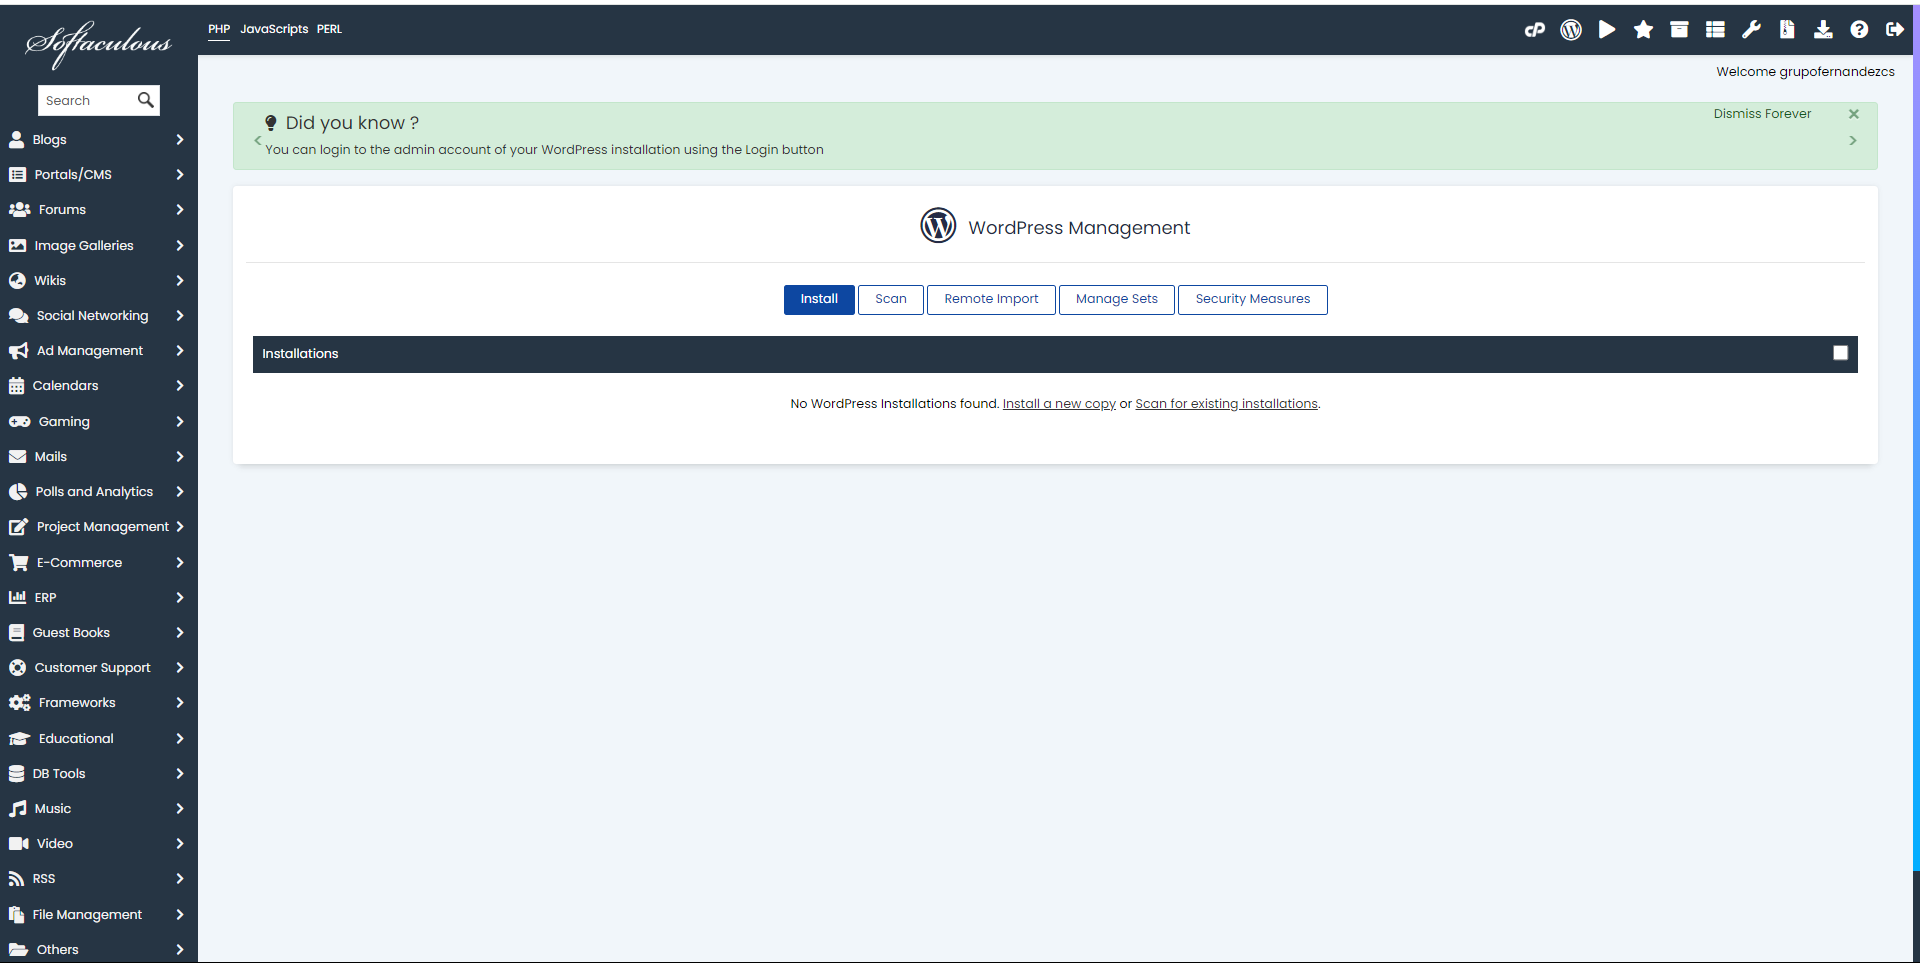 Softaculous
PHP JavaScripts PERL
Welcome grupofernandezcs
Search
Blogs
Portals/CMS
Forums
Image Galleries
Wikis
Social Networking
Ad Management
Calendars
Gaming
Mails
Polls and Analytics
Project Management
E-Commerce
ERP
Guest Books
Customer Support
Frameworks
Educational
DB Tools
Music
Video
RSS
File Management
Others
Did you know ?
Dismiss Forever
You can login to the admin account of your WordPress installation using the Login button
WordPress Management
Install Scan Remote Import Manage Sets Security Measures
Installations
No WordPress Installations found. Install a new copy or Scan for existing installations.